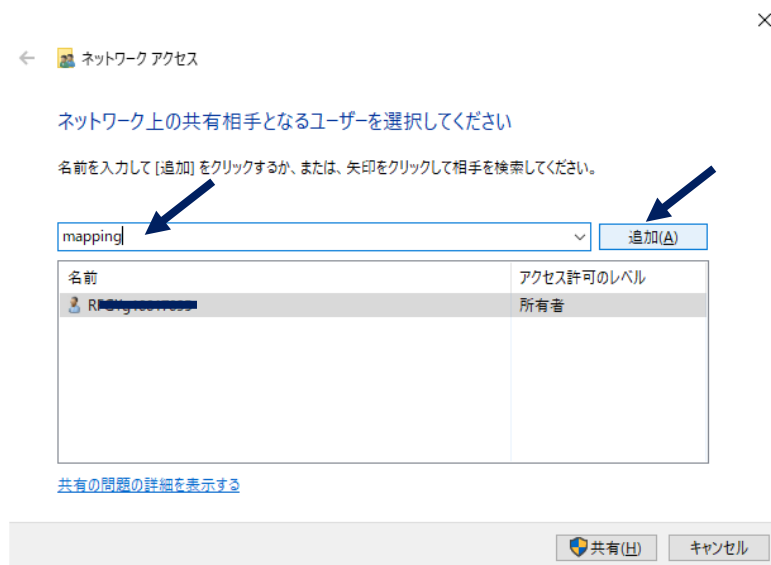 ネットワーク アクセス
ネットワーク上の共有相手となるユーザーを選択してください
名前を入力して [追加] をクリックするか、または、矢印をクリックして相手を検索してください。
mapping 追加(A)
名前 アクセス許可のレベル
所有者
共有の問題の詳細を表示する
共有(H) キャンセル